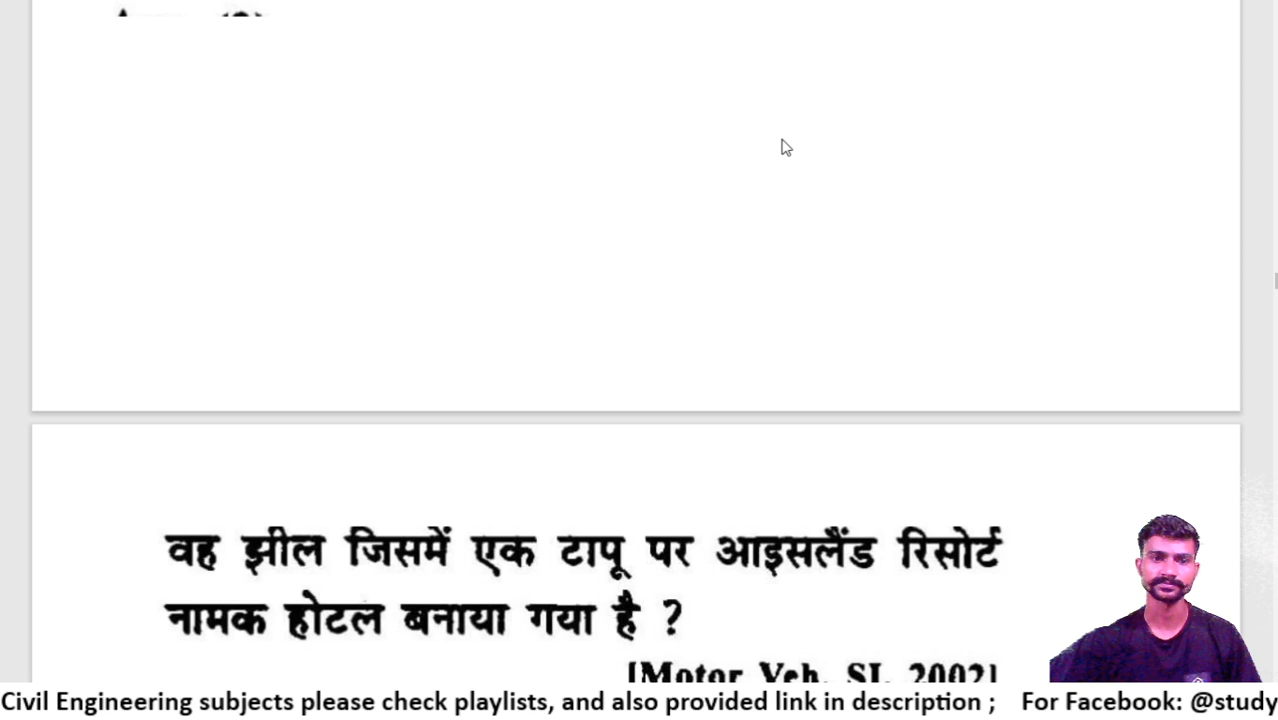 वह झील जिसमें एक टापू पर आइसलैंड रिसोर्ट
नामक होटल बनाया गया है ?
[Motor Veh. SI. 2002]
Civil Engineering subjects please check playlists, and also provided link in description ; For Facebook: @study